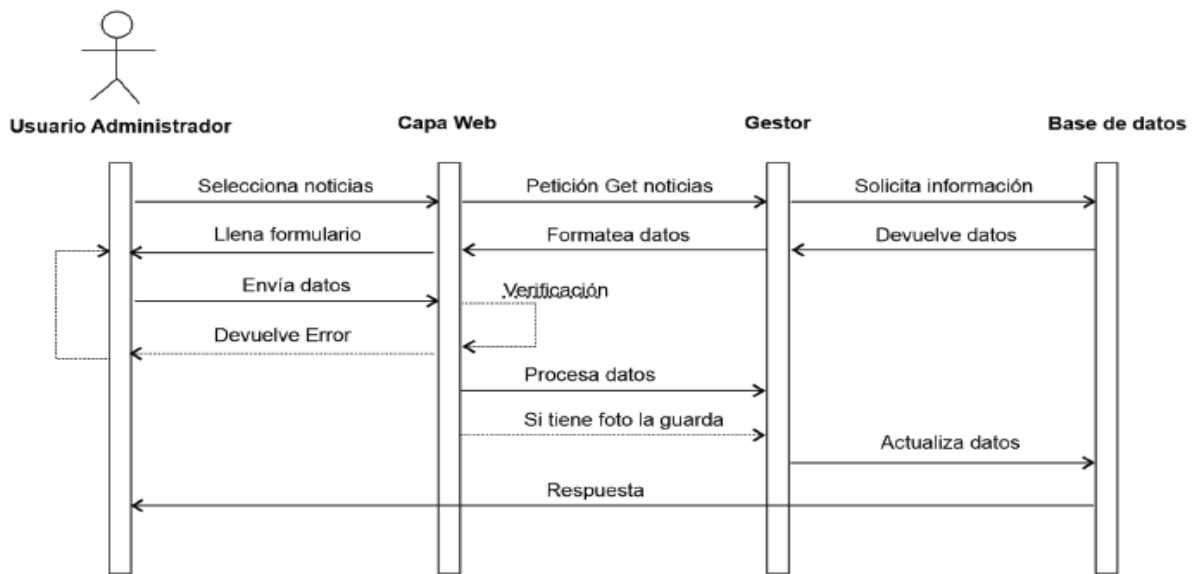 Usuario Administrador
Capa Web
Gestor
Base de datos
Selecciona noticias
Petición Get noticias
Solicita información
Llena formulario
Formatea datos
Devuelve datos
Envía datos
Verificación
Devuelve Error
Procesa datos
Si tiene foto la guarda
Actualiza datos
Respuesta